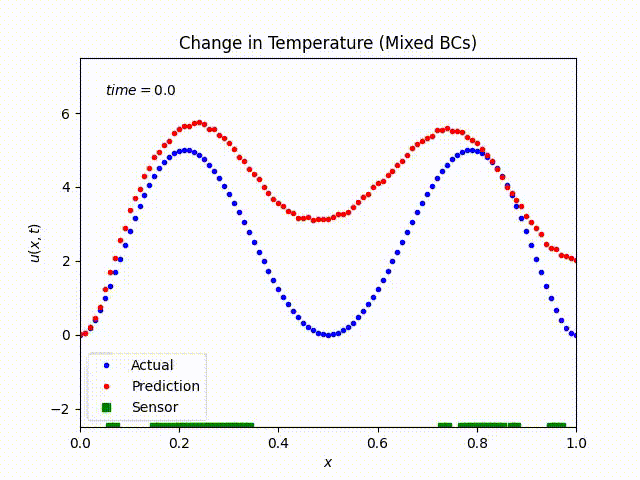 Change in Temperature (Mixed BCs)
time = 0.0
6
4
2
0
−2
u(x, t)
Actual
Prediction
Sensor
0.0 0.2 0.4 0.6 0.8 1.0
x